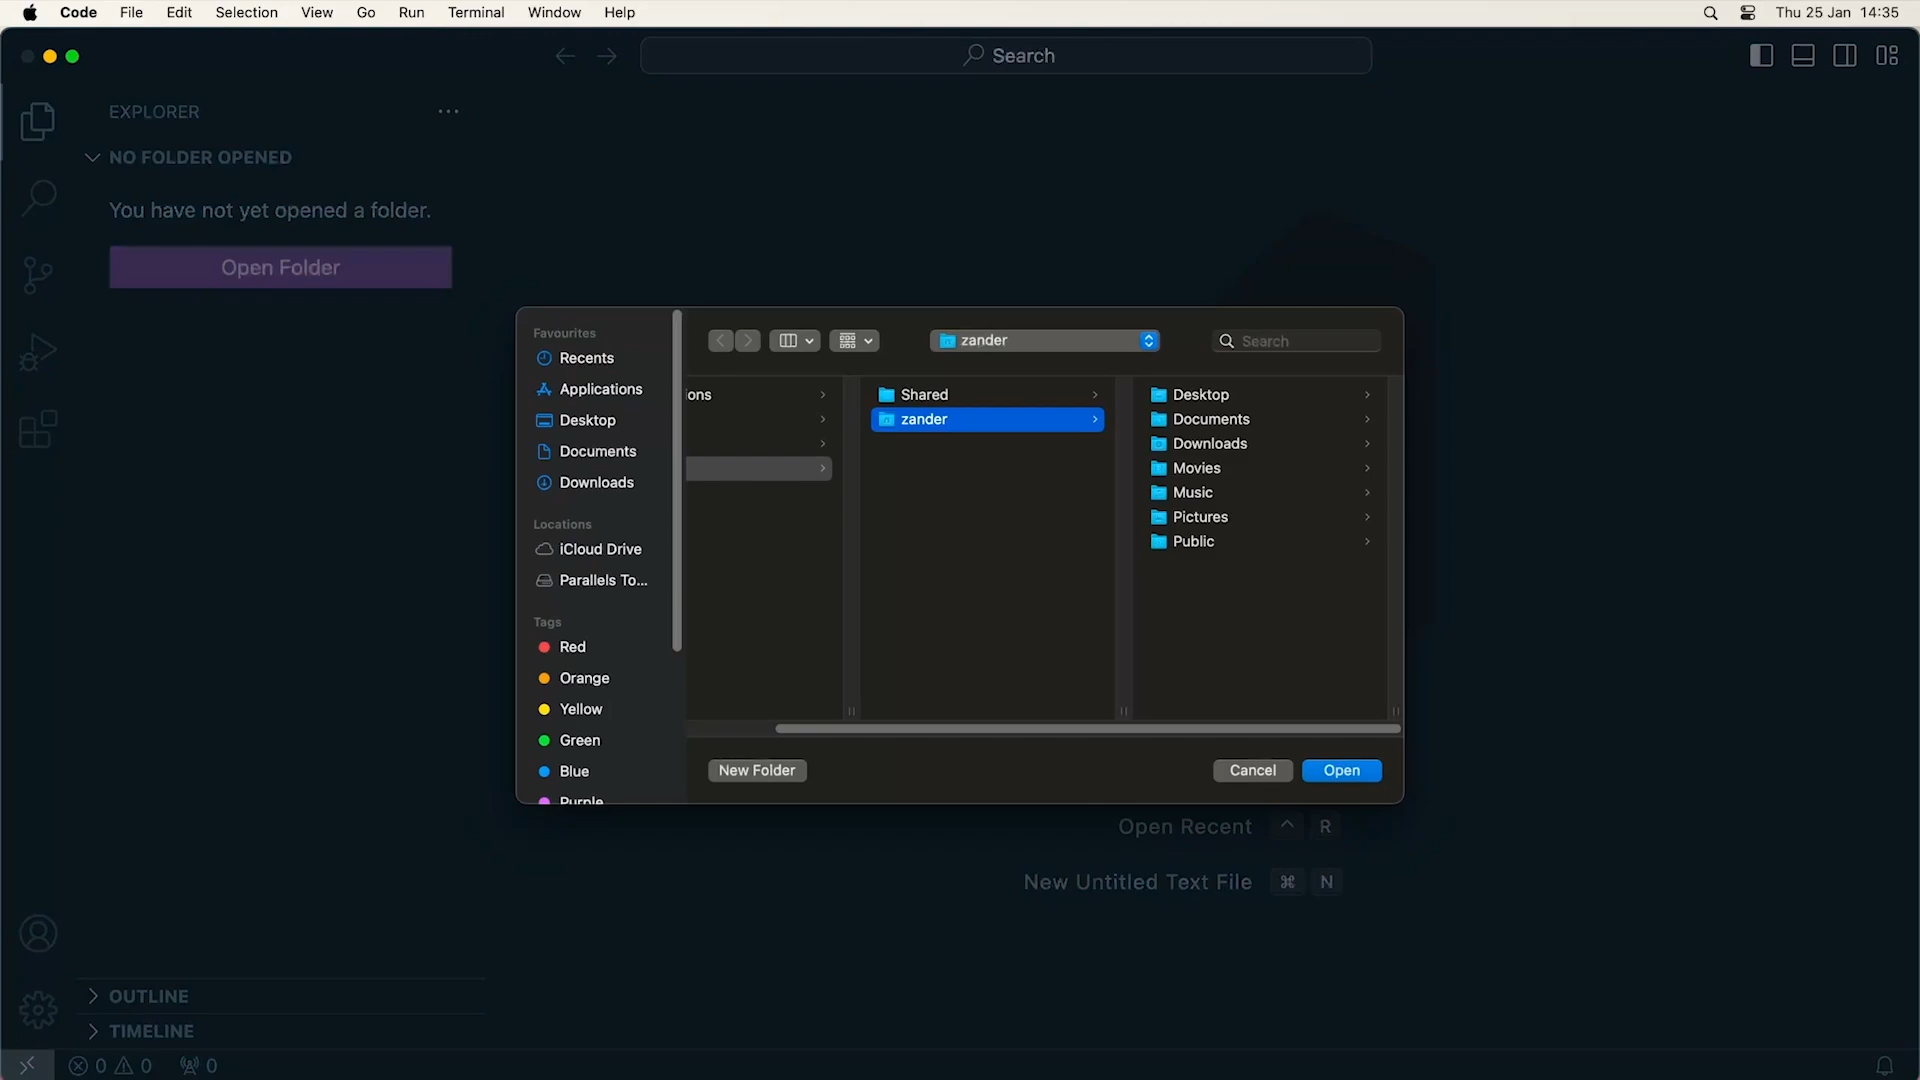 Code File Edit Selection View Go Run Terminal Window Help Thu 25 Jan 14:35
Search
EXPLORER
NO FOLDER OPENED
You have not yet opened a folder.
Open Folder
Favourites
Recents
Applications
Desktop
Documents
Downloads
Locations
iCloud Drive
Parallels To...
Tags
Red
Orange
Yellow
Green
Blue
Purple
zander
Search
ions
Shared
zander
Desktop
Documents
Downloads
Movies
Music
Pictures
Public
New Folder Cancel Open
Open Recent ^ R
New Untitled Text File ⌘ N
OUTLINE
TIMELINE
0 0 0